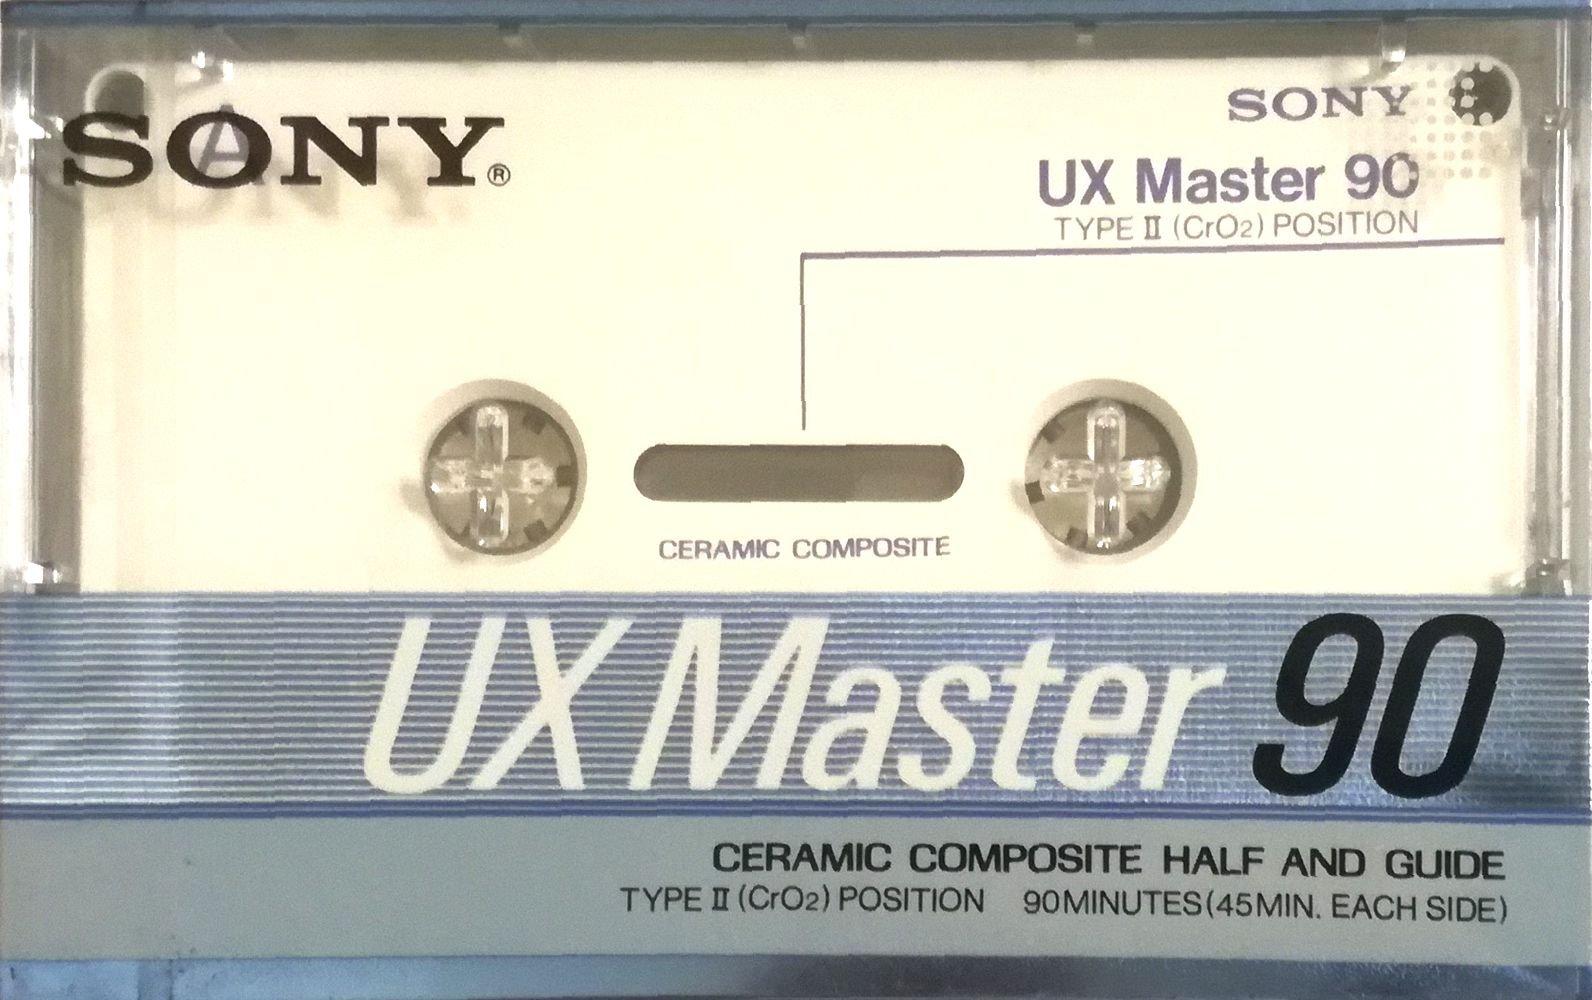 SONY®
A
SONY
UX Master 90
TYPE II (CrO2) POSITION
CERAMIC COMPOSITE
UX Master 90
CERAMIC COMPOSITE HALF AND GUIDE
TYPE II (CrO2) POSITION 90MINUTES(45MIN. EACH SIDE)